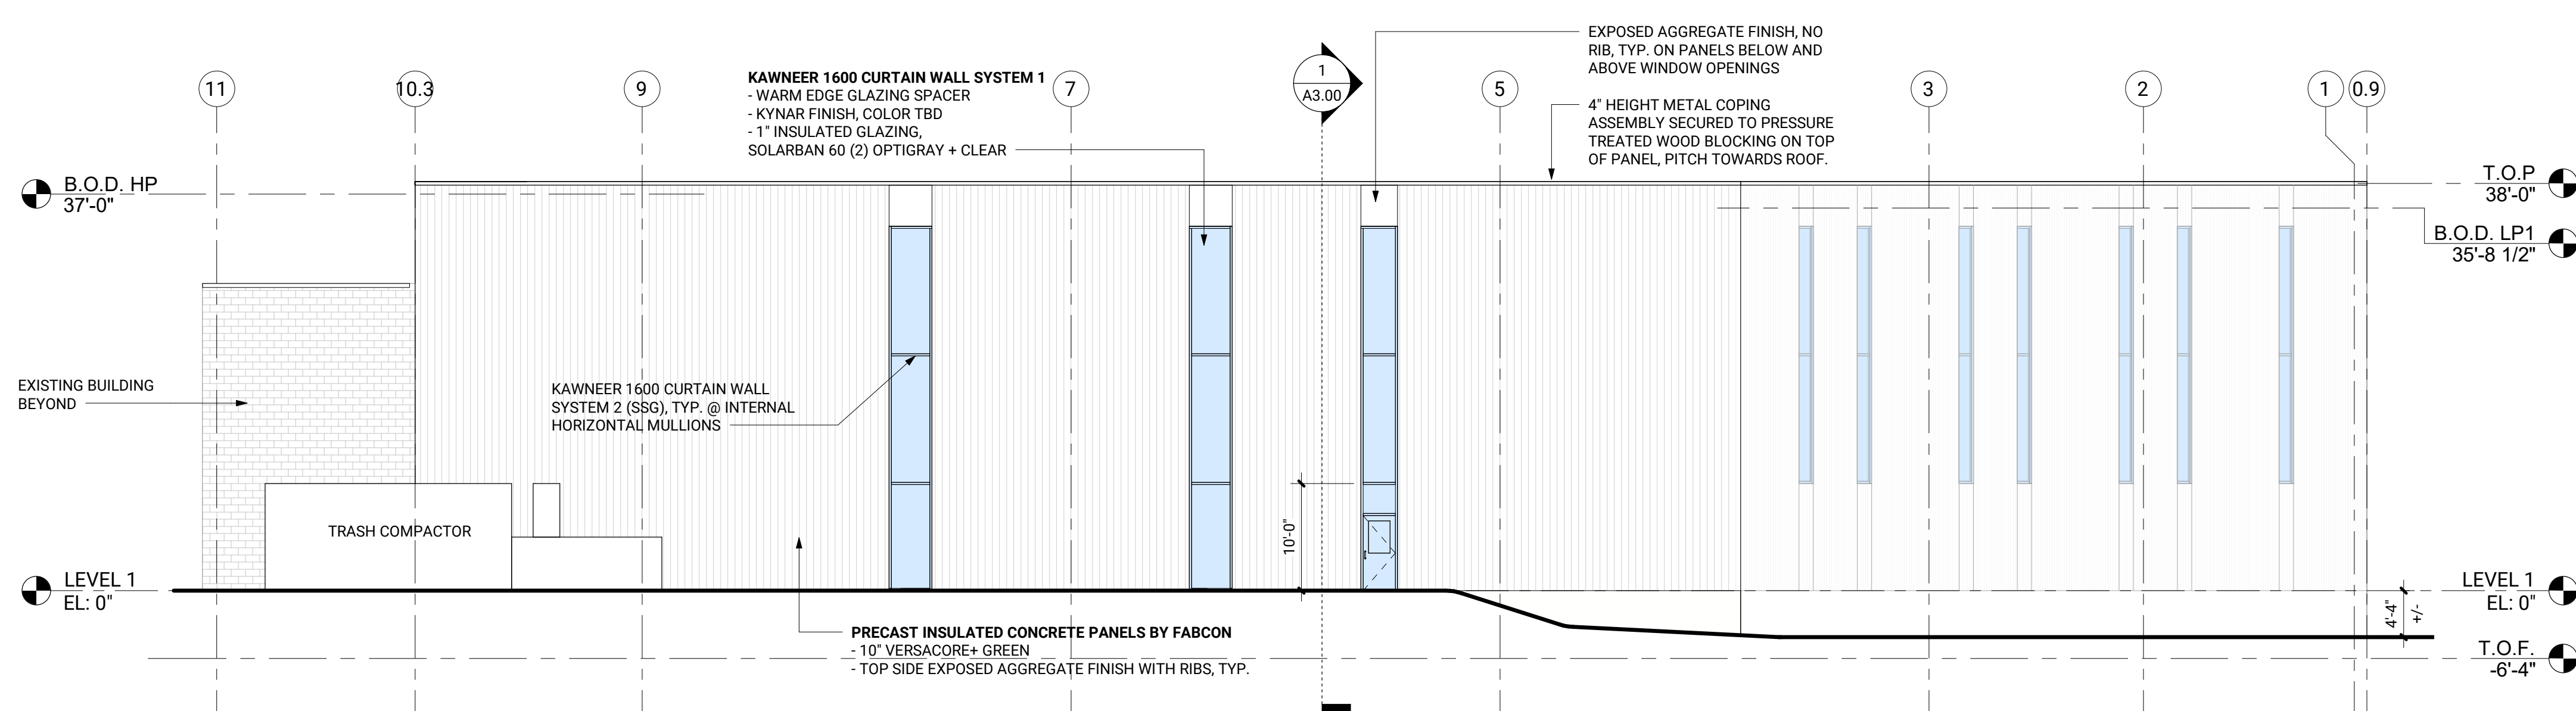 EXPOSED AGGREGATE FINISH, NO
RIB, TYP. ON PANELS BELOW AND
ABOVE WINDOW OPENINGS
KAWNEER 1600 CURTAIN WALL SYSTEM 1
- WARM EDGE GLAZING SPACER
- KYNAR FINISH, COLOR TBD
- 1" INSULATED GLAZING,
SOLARBAN 60 (2) OPTIGRAY + CLEAR
11
10.3
9
7
1
A3.00
5
3
2
1
0.9
4" HEIGHT METAL COPING
ASSEMBLY SECURED TO PRESSURE
TREATED WOOD BLOCKING ON TOP
OF PANEL, PITCH TOWARDS ROOF.
B.O.D. HP
37'-0"
T.O.P
38'-0"
B.O.D. LP1
35'-8 1/2"
EXISTING BUILDING
BEYOND
KAWNEER 1600 CURTAIN WALL
SYSTEM 2 (SSG), TYP. @ INTERNAL
HORIZONTAL MULLIONS
TRASH COMPACTOR
10'-0"
LEVEL 1
EL: 0"
LEVEL 1
EL: 0"
4'-4"
+/-
PRECAST INSULATED CONCRETE PANELS BY FABCON
- 10" VERSACORE+ GREEN
- TOP SIDE EXPOSED AGGREGATE FINISH WITH RIBS, TYP.
T.O.F.
-6'-4"